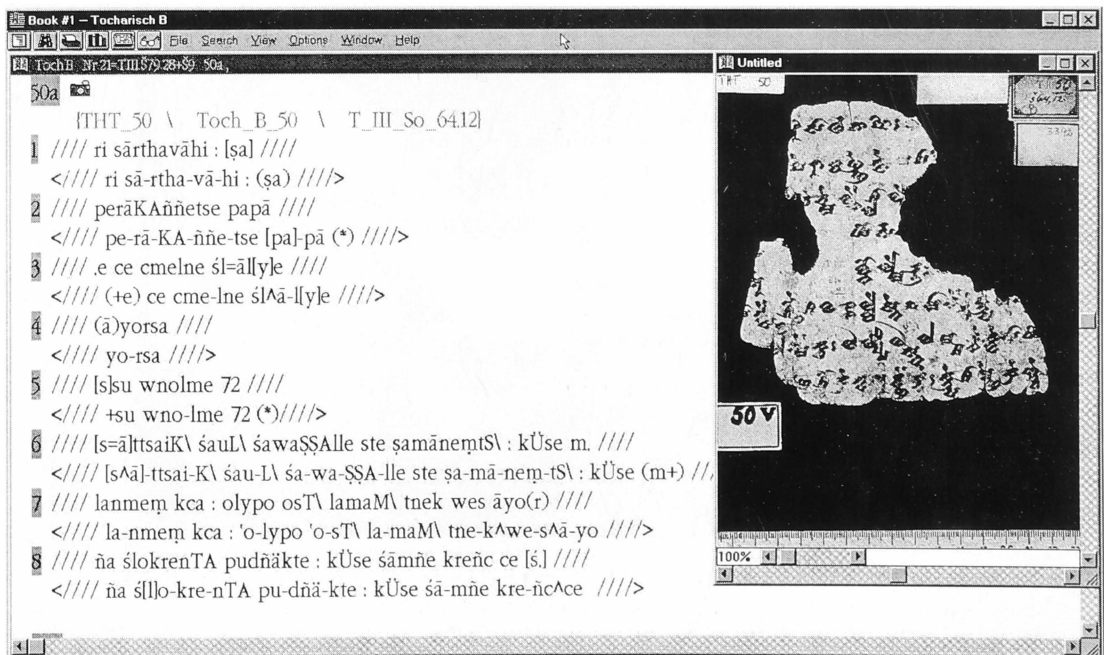 Book #1 – Tocharisch B
File Search View Options Window Help
TochB Nr21=TIIIŠ79.28+Š9 50a,
50a
{THT_50 \ Toch_B_50 \ T_III_So_64.12}
1 //// ri sārthavāhi : [ṣa] ////
<//// ri sā-rtha-vā-hi : (ṣa) ////>
2 //// perāKAññetse papā ////
<//// pe-rā-KA-ññe-tse [pa]-pā (*) ////>
3 //// .e ce cmelne śl=āl[y]e ////
<//// (+e) ce cme-lne śl^ā-l[y]e ////>
4 //// (ā)yorsa ////
<//// yo-rsa ////>
5 //// [s]su wnolme 72 ////
<//// +su wno-lme 72 (*)////>
6 //// [s=ā]ttsaiK\ śauL\ śawaṢṢAlle ste ṣamāneṃtS\ : kÜse m. ////
<//// [s^ā]-ttsai-K\ śau-L\ śa-wa-ṢṢA-lle ste ṣa-mā-neṃ-tS\ : kÜse (m+) ///
7 //// lanmeṃ kca : olypo osT\ lamaM\ tnek wes āyo(r) ////
<//// la-nmeṃ kca : 'o-lypo 'o-sT\ la-maM\ tne-k^we-s^ā-yo ////>
8 //// ña ślokrenTA pudñäkte : kÜse śāmñe kreñc ce [ś.] ////
<//// ña ś[l]o-kre-nTA pu-dñä-kte : kÜse śā-mñe kre-ñc^ce ////>
Untitled
THT 50
50 V
100%